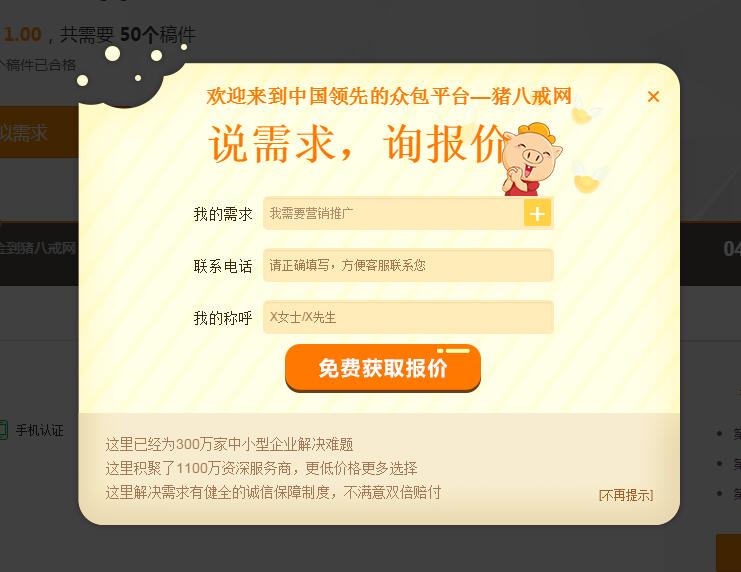 1.00，共需要 50个稿件
个稿件已合格
欢迎来到中国领先的众包平台—猪八戒网
×
以需求
说需求，询报价
我的需求 我需要营销推广 +
到猪八戒网
04
联系电话 请正确填写，方便客服联系您
我的称呼 X女士/X先生
免费获取报价
手机认证
这里已经为300万家中小型企业解决难题
这里积聚了1100万资深服务商，更低价格更多选择
这里解决需求有健全的诚信保障制度，不满意双倍赔付
[不再提示]